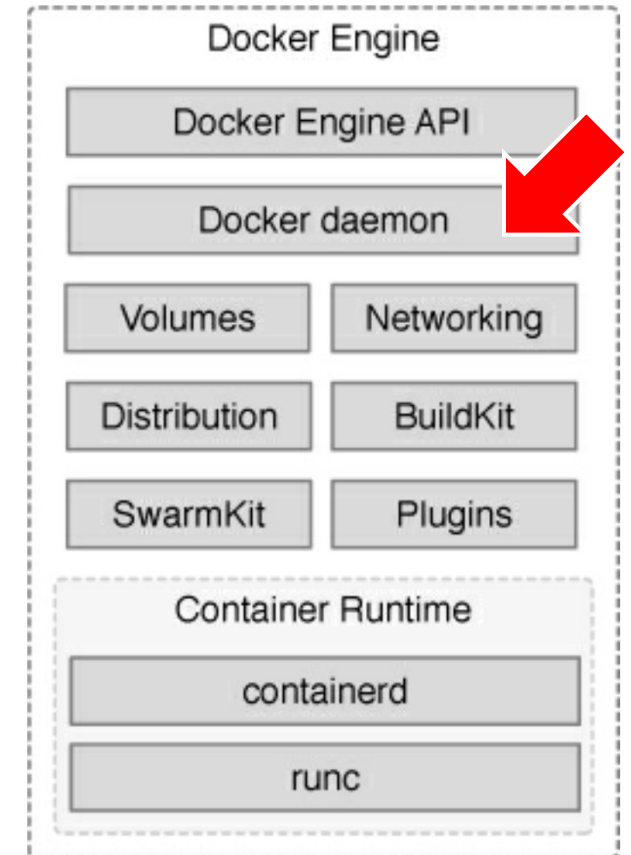 Docker Engine
Docker Engine API
Docker daemon
Volumes Networking
Distribution BuildKit
SwarmKit Plugins
Container Runtime
containerd
runc